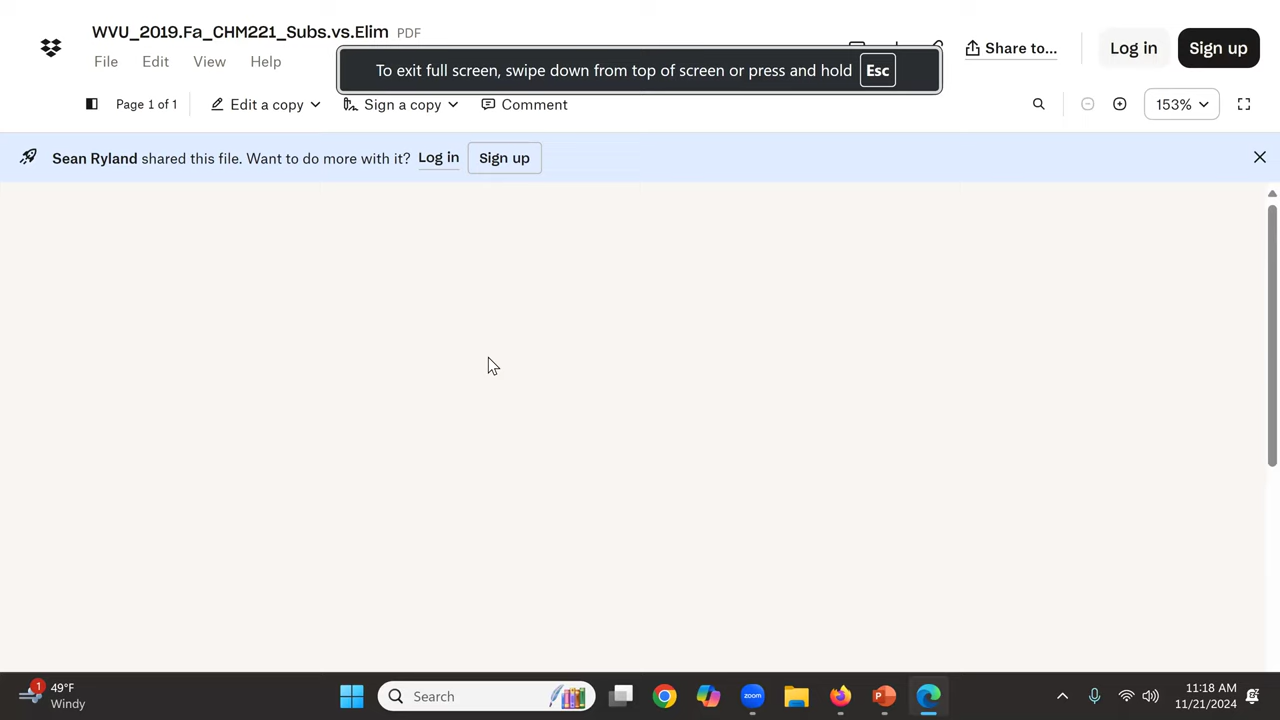 WVU_2019.Fa_CHM221_Subs.vs.Elim PDF
File Edit View Help
To exit full screen, swipe down from top of screen or press and hold Esc
Share to...
Log in
Sign up
Page 1 of 1
Edit a copy
Sign a copy
Comment
153%
Sean Ryland shared this file. Want to do more with it? Log in Sign up
1
49°F
Windy
Search
zoom
11:18 AM
11/21/2024